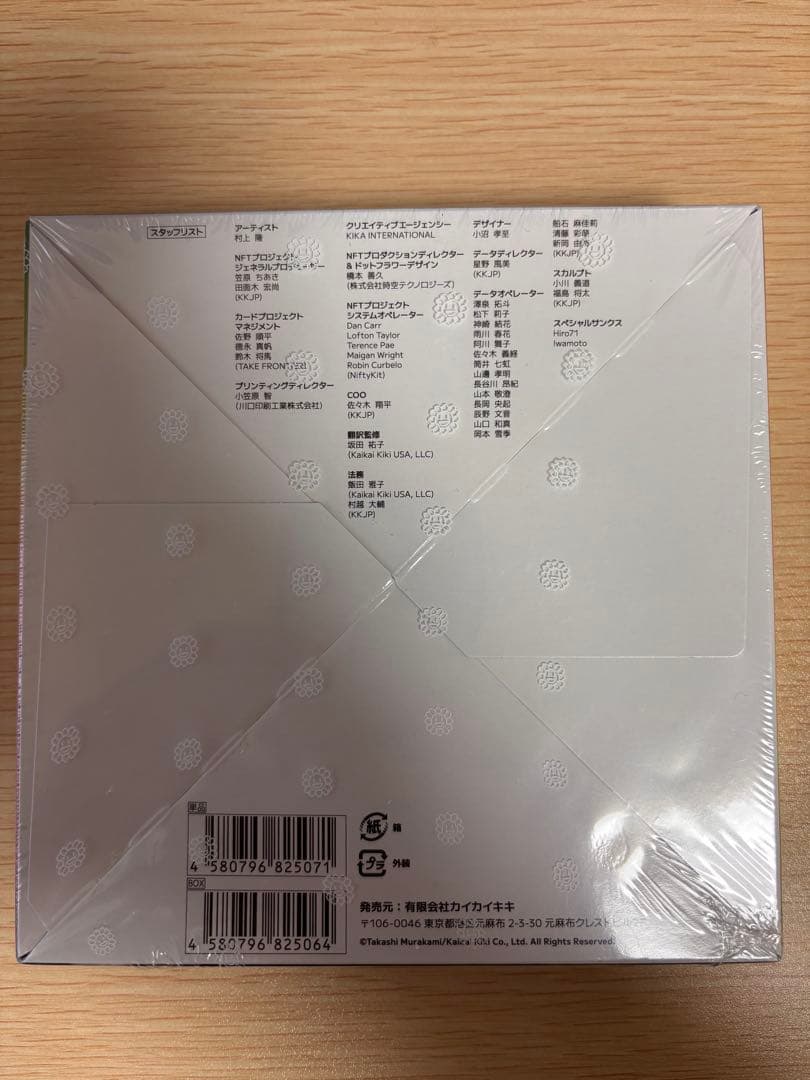 スタッフリスト
アーティスト
村上 隆
NFTプロジェクト
ジェネラルプロデューサー
笠原 ちあき
田面木 宏尚
(KKJP)
カードプロジェクト
マネジメント
佐野 順平
徳永 真帆
鈴木 将馬
(TAKE FRONTIER)
プリンティングディレクター
小笠原 智
(川口印刷工業株式会社)
クリエイティブエージェンシー
KIKA INTERNATIONAL
NFTプロダクションディレクター
& ドットフラワーデザイン
橋本 善久
(株式会社時空テクノロジーズ)
NFTプロジェクト
システムオペレーター
Dan Carr
Lofton Taylor
Terence Pae
Maigan Wright
Robin Curbelo
(NiftyKit)
COO
佐々木 翔平
(KKJP)
翻訳監修
坂田 祐子
(Kaikai Kiki USA, LLC)
法務
飯田 雅子
(Kaikai Kiki USA, LLC)
村越 大輔
(KKJP)
デザイナー
小沼 孝至
データディレクター
星野 風美
(KKJP)
データオペレーター
澤泉 拓斗
松下 莉子
神崎 結花
雨川 春花
阿川 舞子
佐々木 義経
筒井 七虹
山邊 孝明
長谷川 昂紀
山本 敬澄
長岡 央起
辰野 文音
山口 和真
岡本 雪季
船石 麻佳莉
清藤 彩華
新岡
(KKJP)
スカルプト
小川 義道
福島 将太
(KKJP)
スペシャルサンクス
Hiro71
Iwamoto
単品
4 580796 825071
BOX
4 580796 825064
紙 箱
プラ 外装
発売元：有限会社カイカイキキ
〒106-0046 東京都港区元麻布 2-3-30 元麻布クレストビル
©Takashi Murakami/Kaikai Kiki Co., Ltd. All Rights Reserved.